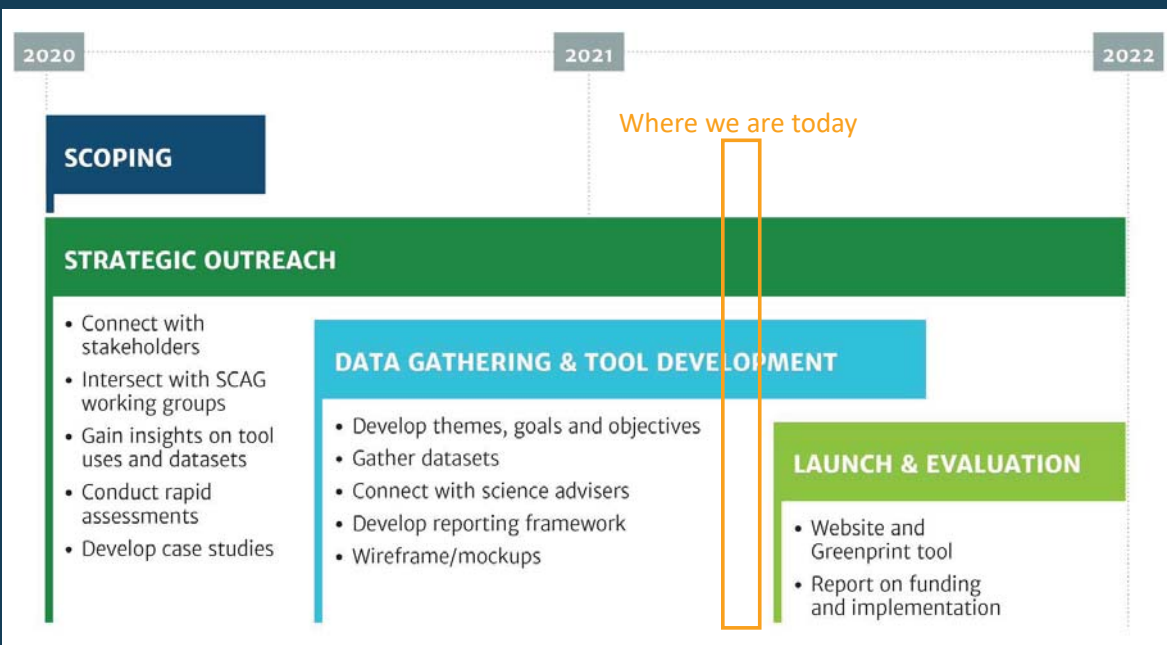 2020
2021
2022
Where we are today
SCOPING
STRATEGIC OUTREACH
• Connect with
stakeholders
• Intersect with SCAG
working groups
• Gain insights on tool
uses and datasets
• Conduct rapid
assessments
• Develop case studies
DATA GATHERING & TOOL DEVELOPMENT
• Develop themes, goals and objectives
• Gather datasets
• Connect with science advisers
• Develop reporting framework
• Wireframe/mockups
LAUNCH & EVALUATION
• Website and
Greenprint tool
• Report on funding
and implementation